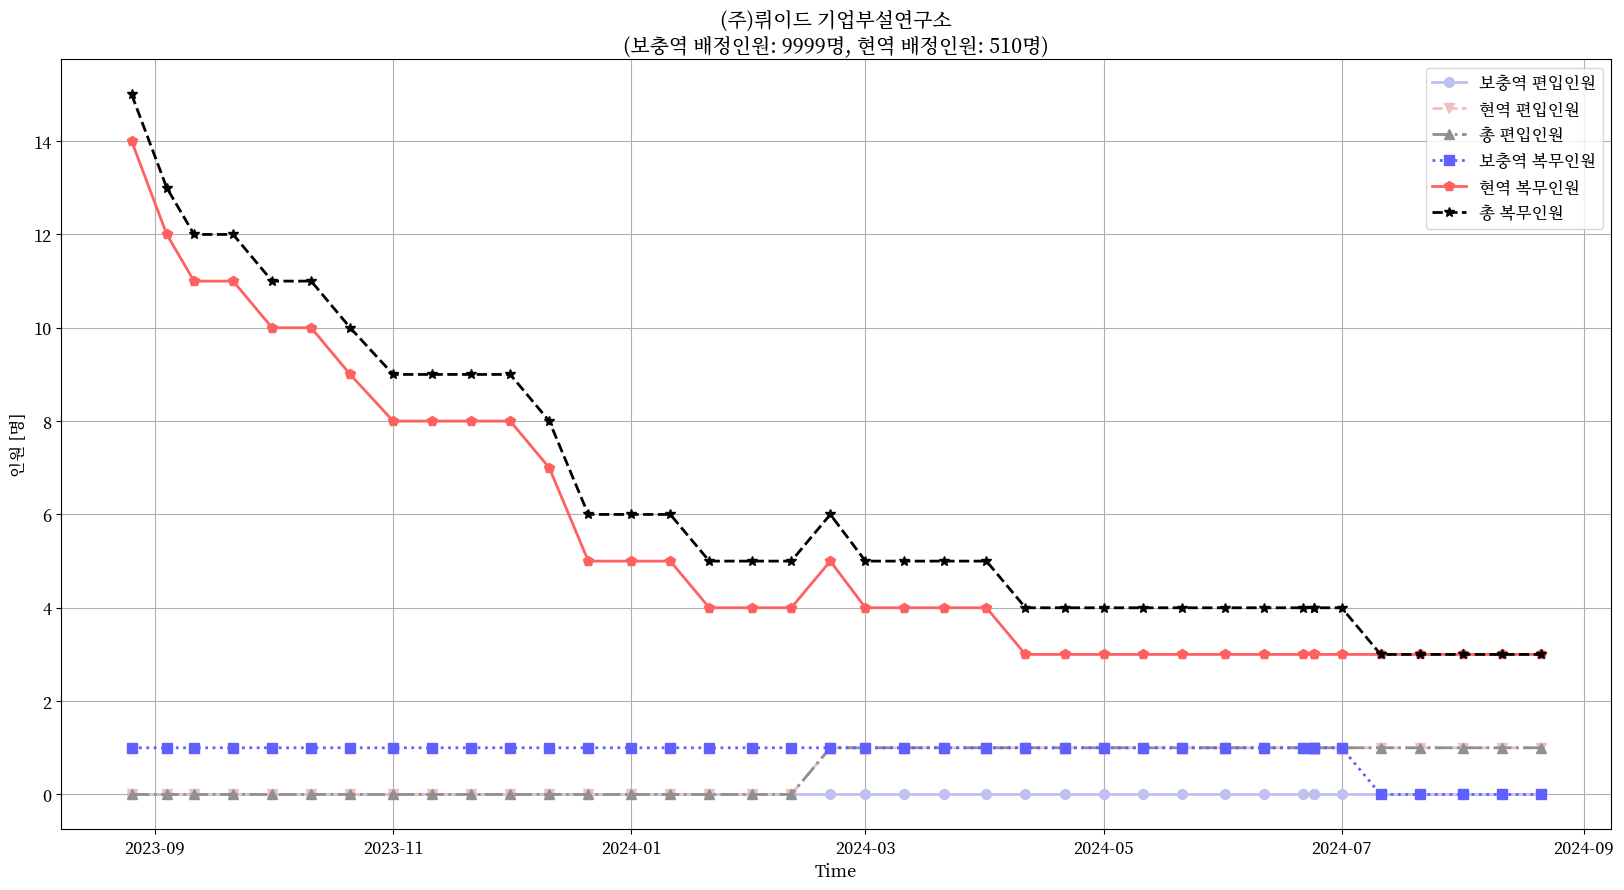 (주)뤼이드 기업부설연구소
(보충역 배정인원: 9999명, 현역 배정인원: 510명)
보충역 편입인원
현역 편입인원
총 편입인원
보충역 복무인원
현역 복무인원
총 복무인원
인원 [명]
14
12
10
8
6
4
2
0
2023-09
2023-11
2024-01
2024-03
2024-05
2024-07
2024-09
Time